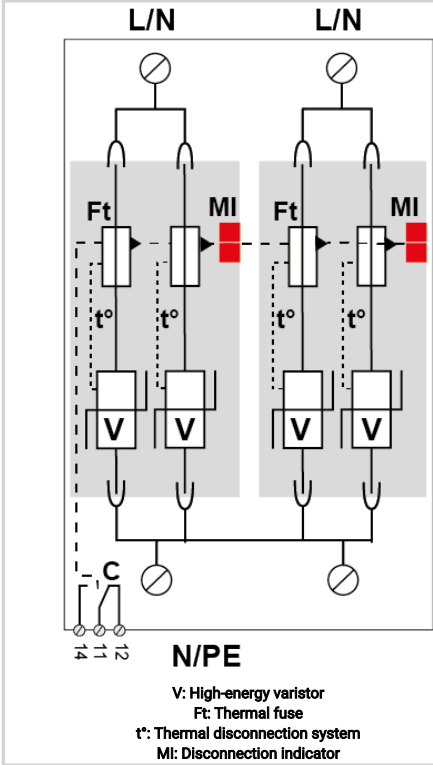 L/N L/N
Ft MI Ft MI
t° t° t° t°
V V V V
C
14 11 12
N/PE
V: High-energy varistor
Ft: Thermal fuse
t°: Thermal disconnection system
MI: Disconnection indicator